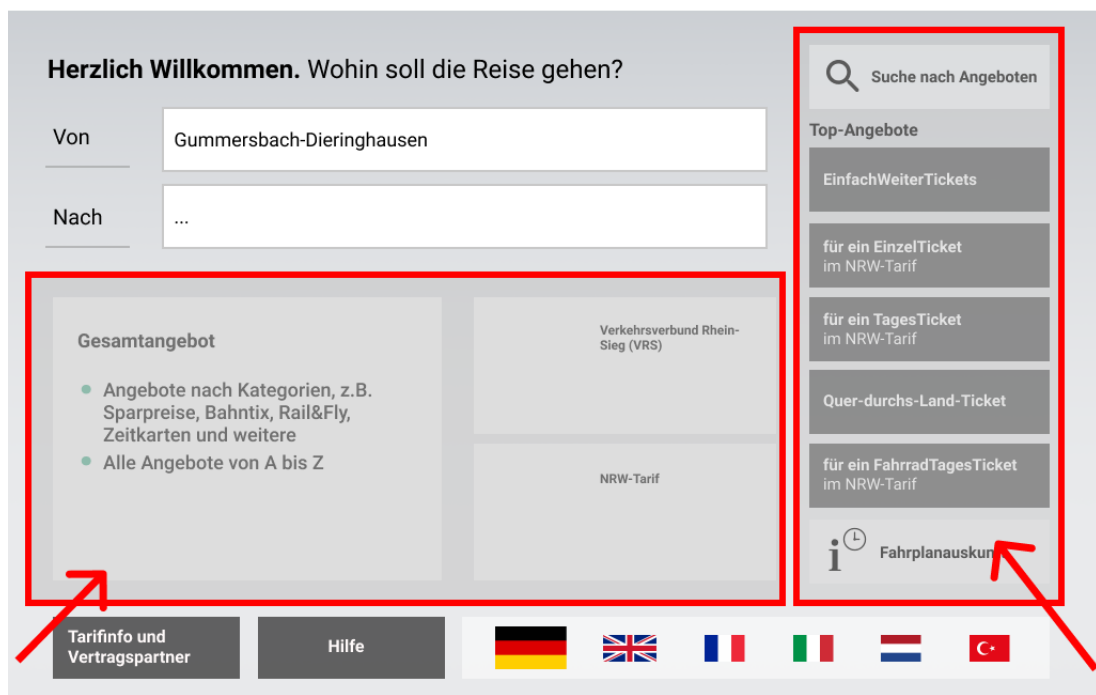 Herzlich Willkommen. Wohin soll die Reise gehen?
Von
Gummersbach-Dieringhausen
Nach
...
Gesamtangebot
Angebote nach Kategorien, z.B.
Sparpreise, Bahntix, Rail&Fly,
Zeitkarten und weitere
Alle Angebote von A bis Z
Verkehrsverbund Rhein-
Sieg (VRS)
NRW-Tarif
Suche nach Angeboten
Top-Angebote
EinfachWeiterTickets
für ein EinzelTicket
im NRW-Tarif
für ein TagesTicket
im NRW-Tarif
Quer-durchs-Land-Ticket
für ein FahrradTagesTicket
im NRW-Tarif
i
Tarifinfo und
Vertragspartner
Hilfe